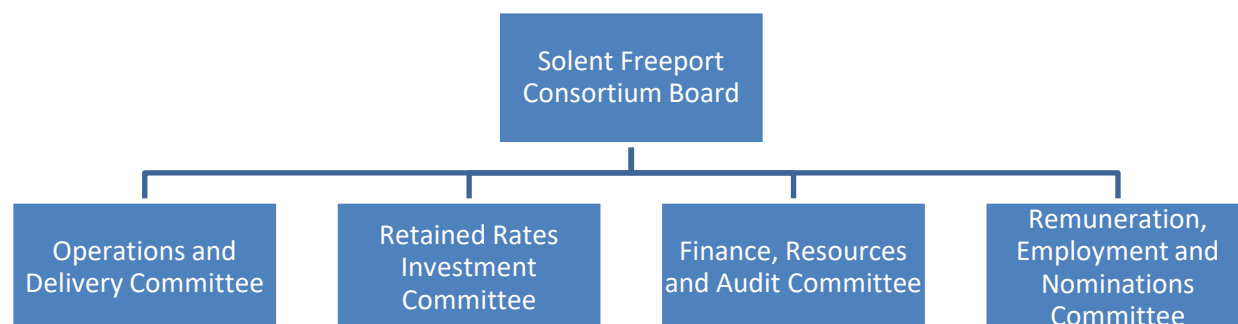 Solent Freeport
Consortium Board
Operations and
Delivery Committee
Retained Rates
Investment
Committee
Finance, Resources
and Audit Committee
Remuneration,
Employment and
Nominations
Committee